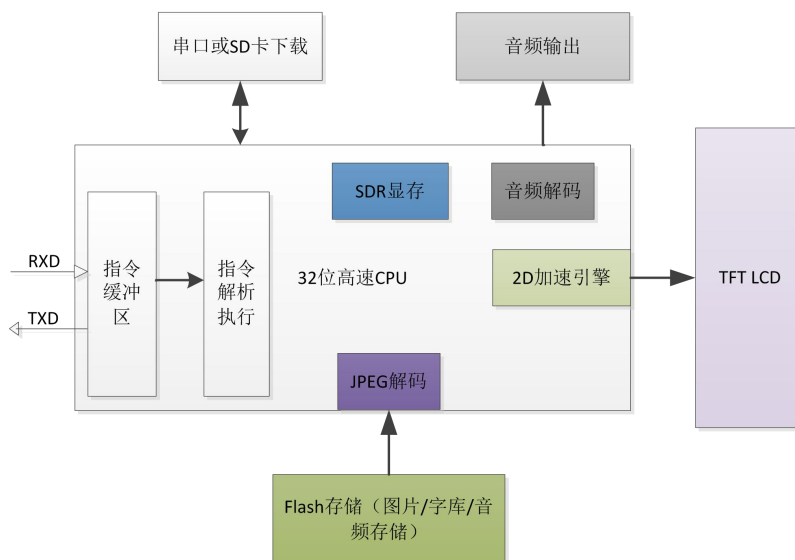 串口或SD卡下载
音频输出
SDR显存
音频解码
RXD
TXD
指令
缓冲
区
指令
解析
执行
32位高速CPU
2D加速引擎
TFT LCD
JPEG解码
Flash存储（图片/字库/音
频存储）